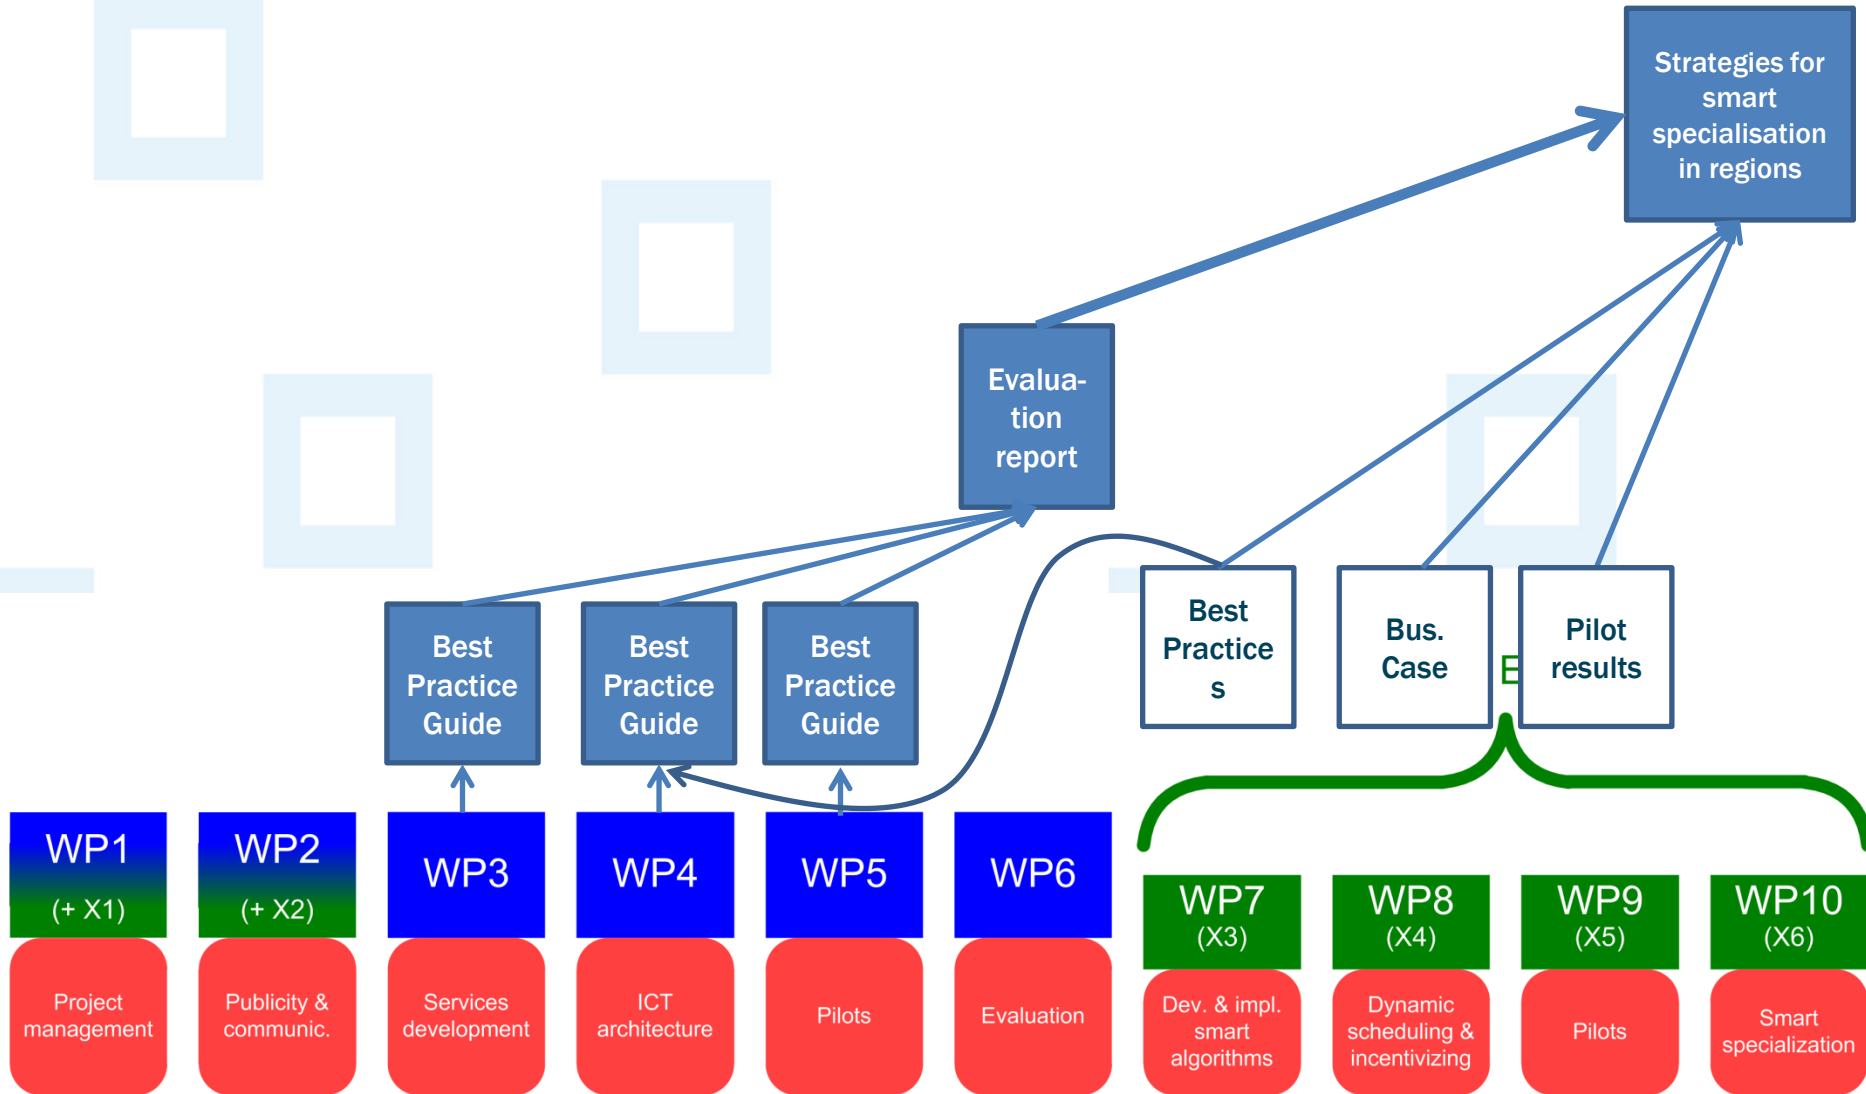 Strategies for
smart
specialisation
in regions
Evalua-
tion
report
Best
Practice
Guide
Best
Practice
Guide
Best
Practice
Guide
Best
Practice
s
Bus.
Case
E
Pilot
results
WP1
(+ X1)
WP2
(+ X2)
WP3
WP4
WP5
WP6
WP7
(X3)
WP8
(X4)
WP9
(X5)
WP10
(X6)
Project
management
Publicity &
communic.
Services
development
ICT
architecture
Pilots
Evaluation
Dev. & impl.
smart
algorithms
Dynamic
scheduling &
incentivizing
Pilots
Smart
specialization